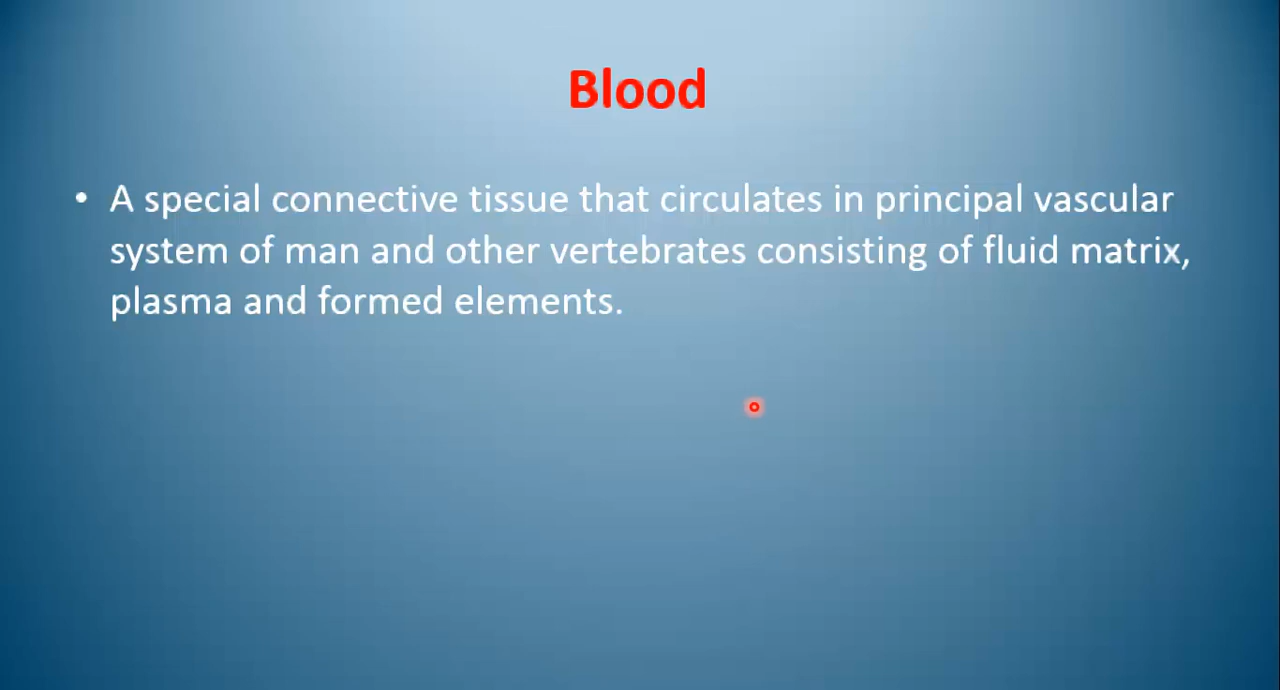 Blood
• A special connective tissue that circulates in principal vascular
system of man and other vertebrates consisting of fluid matrix,
plasma and formed elements.